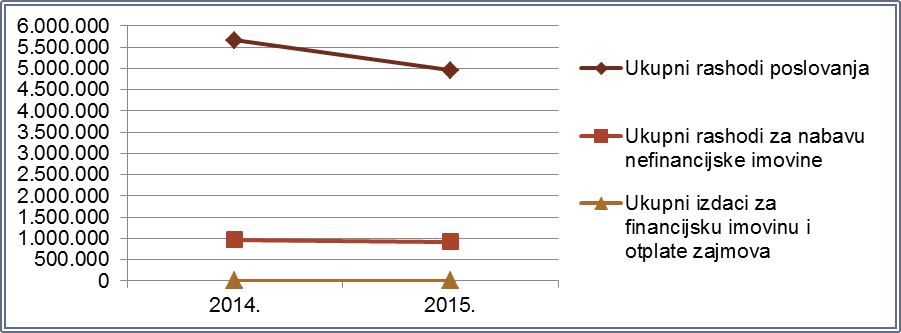 6.000.000
5.500.000
5.000.000
4.500.000
4.000.000
3.500.000
3.000.000
2.500.000
2.000.000
1.500.000
1.000.000
500.000
0
2014.
2015.
Ukupni rashodi poslovanja
Ukupni rashodi za nabavu
nefinancijske imovine
Ukupni izdaci za
financijsku imovinu i
otplate zajmova